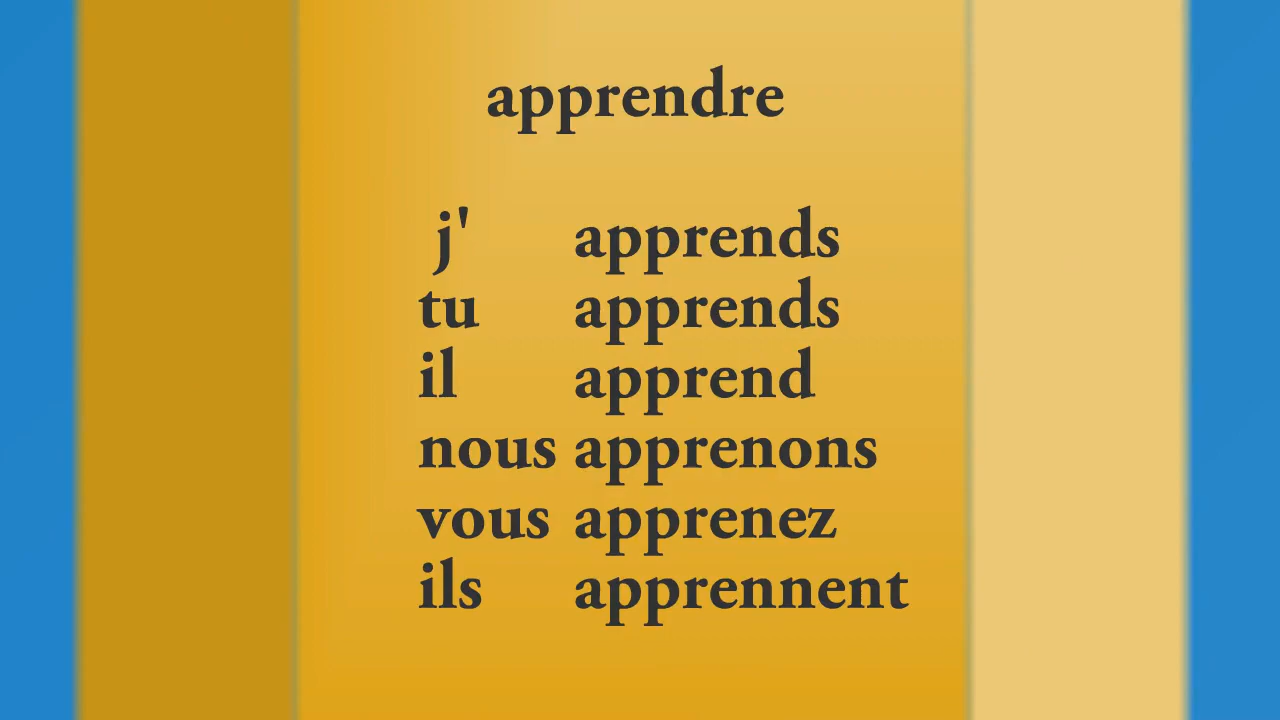 apprendre
j' apprends
tu apprends
il apprend
nous apprenons
vous apprenez
ils apprennent